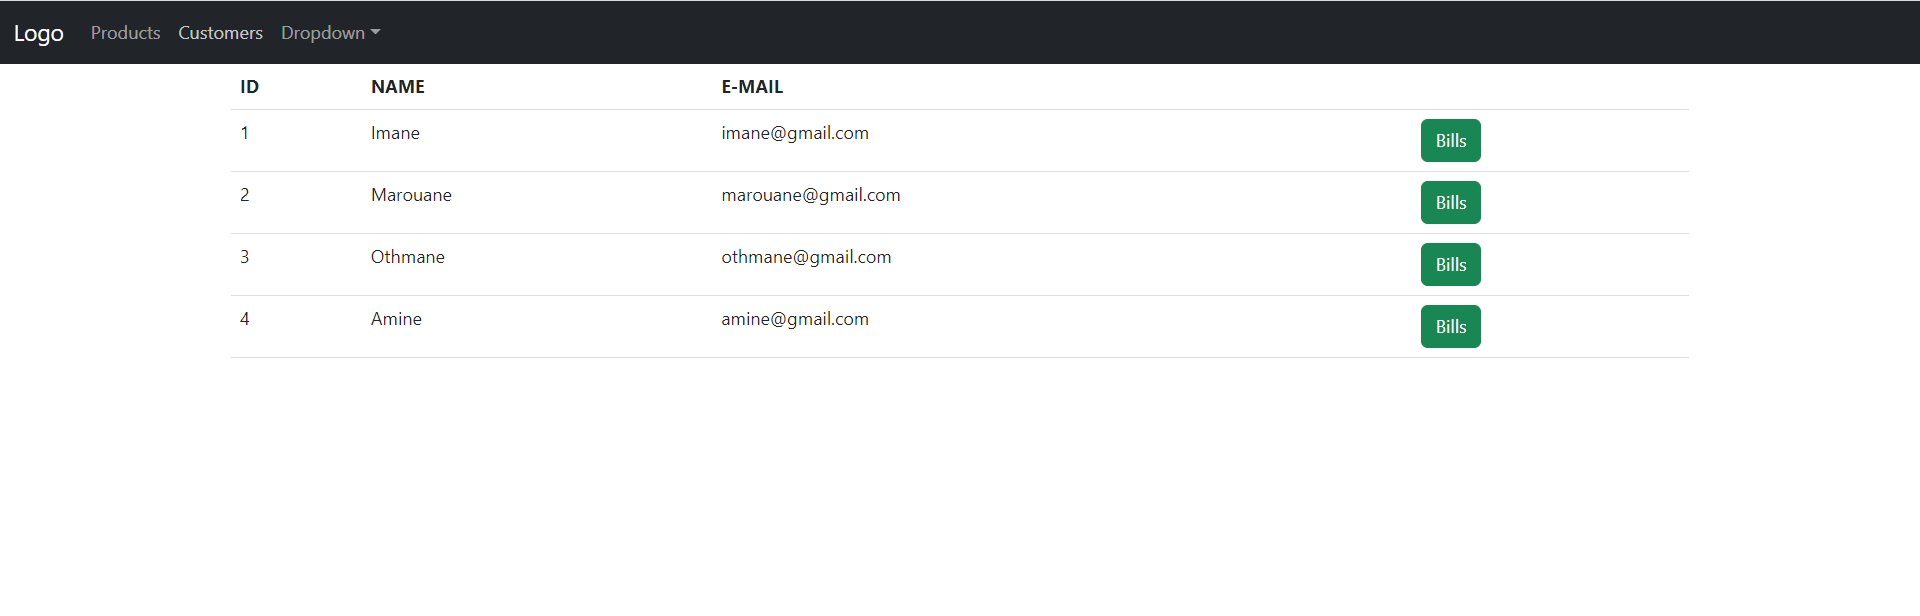 Logo Products Customers Dropdown
ID NAME E-MAIL
1 Imane imane@gmail.com Bills
2 Marouane marouane@gmail.com Bills
3 Othmane othmane@gmail.com Bills
4 Amine amine@gmail.com Bills